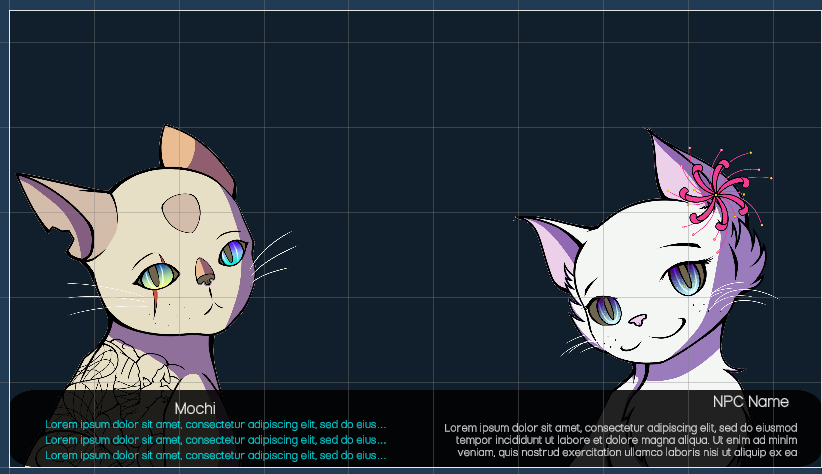 Mochi
Lorem ipsum dolor sit amet, consectetur adipiscing elit, sed do eius...
Lorem ipsum dolor sit amet, consectetur adipiscing elit, sed do eius...
Lorem ipsum dolor sit amet, consectetur adipiscing elit, sed do eius...
NPC Name
Lorem ipsum dolor sit amet, consectetur adipiscing elit, sed do eiusmod
tempor incididunt ut labore et dolore magna aliqua. Ut enim ad minim
veniam, quis nostrud exercitation ullamco laboris nisi ut aliquip ex ea